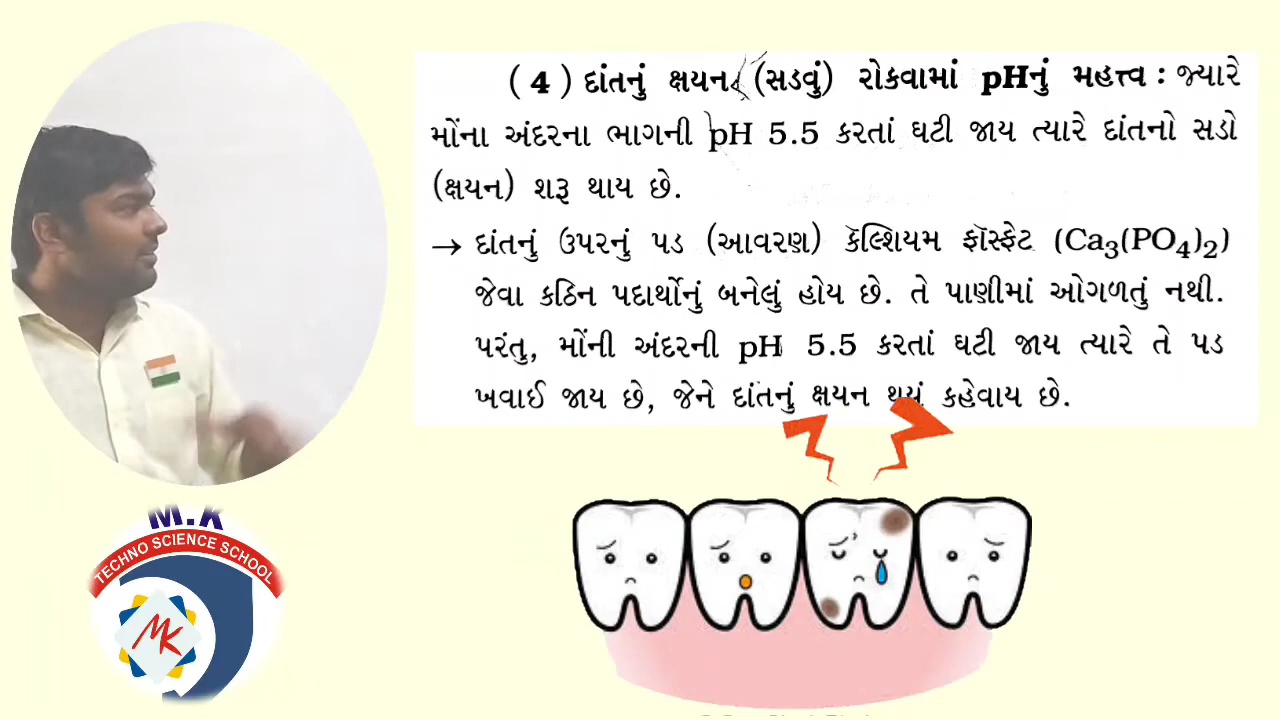 ( 4 ) દાંતનું ક્ષયન (સડવું) રોકવામાં pHનું મહત્ત્વ : જ્યારે
મોંના અંદરના ભાગની pH 5.5 કરતાં ઘટી જાય ત્યારે દાંતનો સડો
(ક્ષયન) શરૂ થાય છે.
→ દાંતનું ઉપરનું પડ (આવરણ) કૅલ્શિયમ ફૉસ્ફેટ (Ca₃(PO₄)₂)
જેવા કઠિન પદાર્થોનું બનેલું હોય છે. તે પાણીમાં ઓગળતું નથી.
પરંતુ, મોંની અંદરની pH 5.5 કરતાં ઘટી જાય ત્યારે તે પડ
ખવાઈ જાય છે, જેને દાંતનું ક્ષયન થયું કહેવાય છે.
M.K
TECHNO SCIENCE SCHOOL
MK